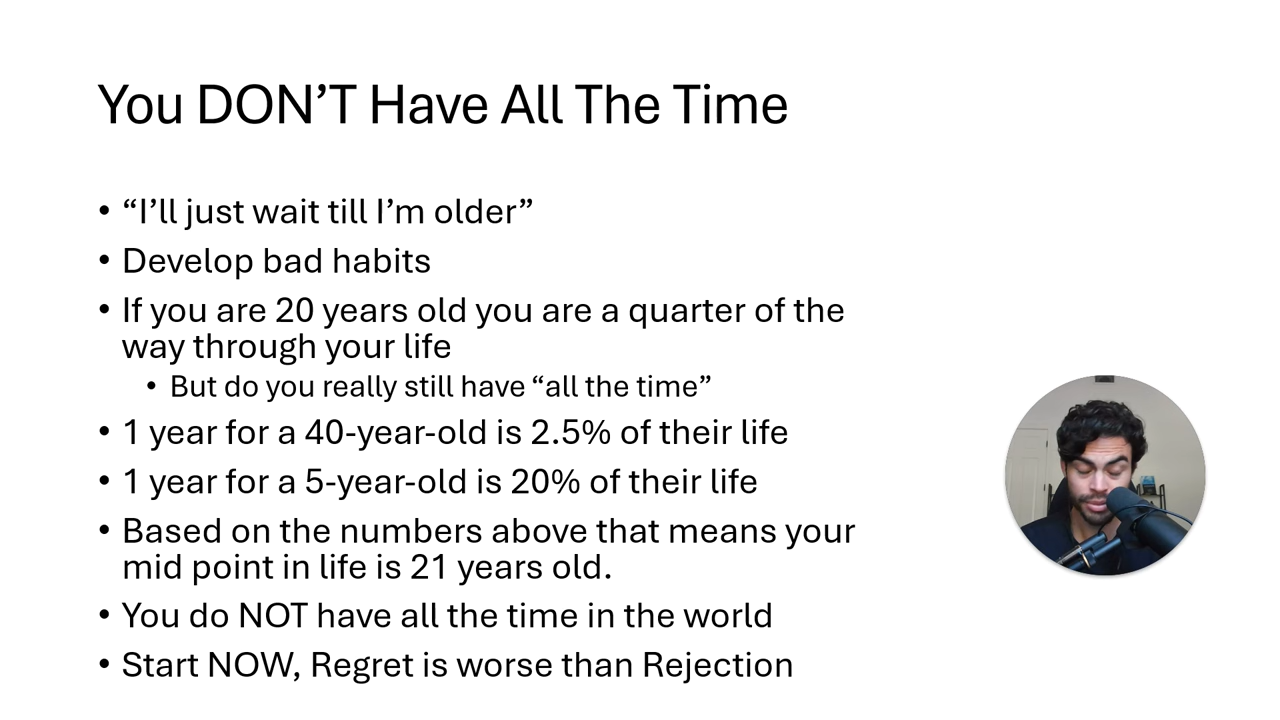 You DON’T Have All The Time
• “I’ll just wait till I’m older”
• Develop bad habits
• If you are 20 years old you are a quarter of the
way through your life
• But do you really still have “all the time”
• 1 year for a 40-year-old is 2.5% of their life
• 1 year for a 5-year-old is 20% of their life
• Based on the numbers above that means your
mid point in life is 21 years old.
• You do NOT have all the time in the world
• Start NOW, Regret is worse than Rejection